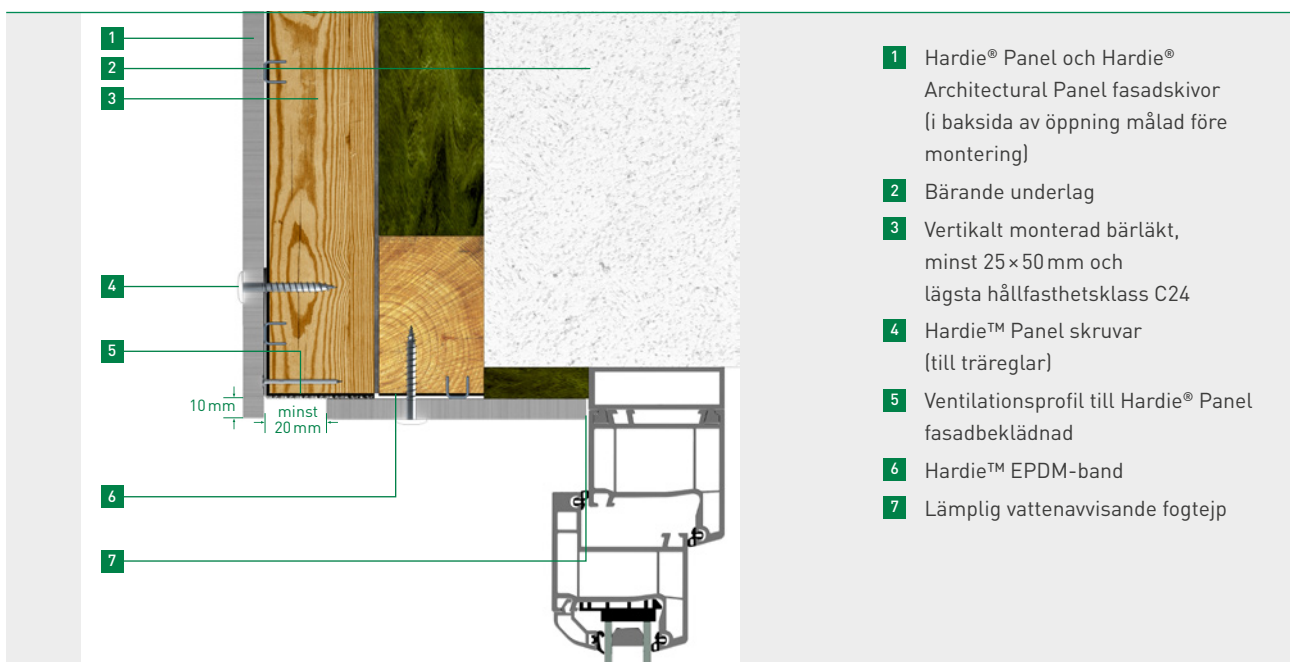 1
2
3
4
5
10 mm
minst
20 mm
6
7
1 Hardie® Panel och Hardie®
Architectural Panel fasadskivor
(i baksida av öppning målad före
montering)
2 Bärande underlag
3 Vertikalt monterad bärläkt,
minst 25 × 50 mm och
lägsta hållfasthetsklass C24
4 Hardie™ Panel skruvar
(till träreglar)
5 Ventilationsprofil till Hardie® Panel
fasadbeklädnad
6 Hardie™ EPDM-band
7 Lämplig vattenavvisande fogtejp